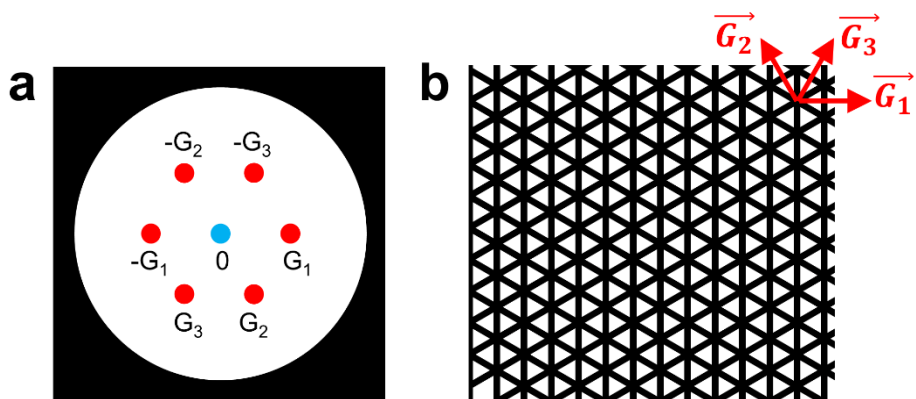 a
-G₂ -G₃
-G₁ 0 G₁
G₃ G₂
b
G₂ G₃
G₁